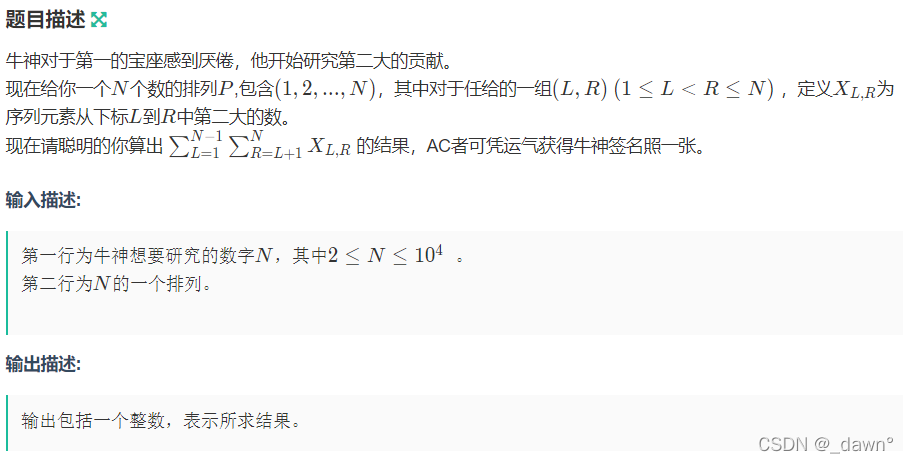 题目描述
牛神对于第一的宝座感到厌倦，他开始研究第二大的贡献。
现在给你一个N个数的排列P,包含(1, 2, ..., N)，其中对于任给的一组(L, R) (1 ≤ L < R ≤ N) ，定义X_{L,R}为
序列元素从下标L到R中第二大的数。
现在请聪明的你算出 ∑_{L=1}^{N−1} ∑_{R=L+1}^{N} X_{L,R} 的结果，AC者可凭运气获得牛神签名照一张。
输入描述:
第一行为牛神想要研究的数字N，其中2 ≤ N ≤ 10^4 。
第二行为N的一个排列。
输出描述:
输出包括一个整数，表示所求结果。
CSDN @_dawn°